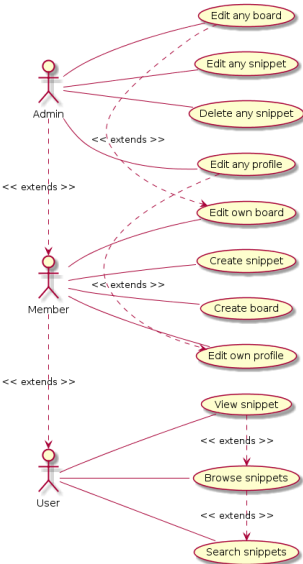 Edit any board
Edit any snippet
Admin
Delete any snippet
<< extends >>
Edit any profile
<< extends >>
Edit own board
Create snippet
Member
<< extends >>
Create board
Edit own profile
<< extends >>
View snippet
<< extends >>
Browse snippets
User
<< extends >>
Search snippets